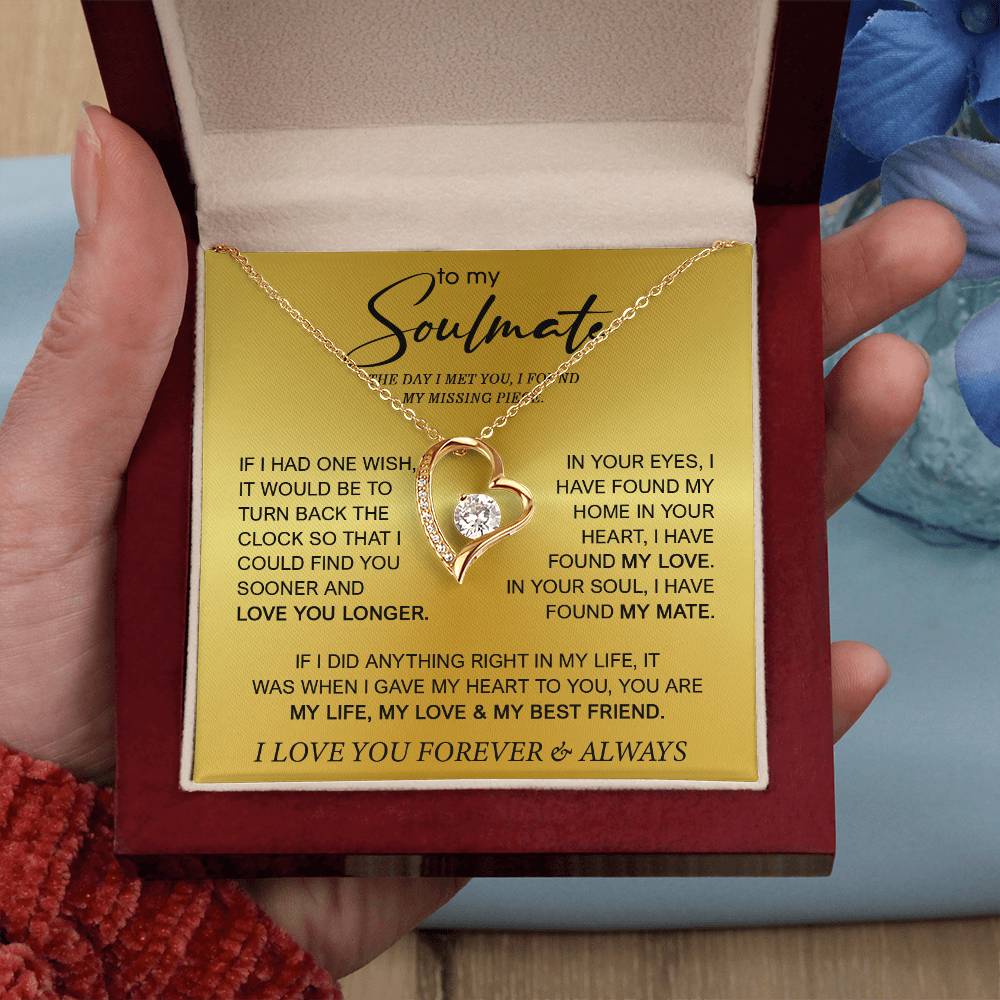 to my
Soulmate
THE DAY I MET YOU, I FOUND
MY MISSING PIECE.
IF I HAD ONE WISH,
IT WOULD BE TO
TURN BACK THE
CLOCK SO THAT I
COULD FIND YOU
SOONER AND
LOVE YOU LONGER.
IN YOUR EYES, I
HAVE FOUND MY
HOME IN YOUR
HEART, I HAVE
FOUND MY LOVE.
IN YOUR SOUL, I HAVE
FOUND MY MATE.
IF I DID ANYTHING RIGHT IN MY LIFE, IT
WAS WHEN I GAVE MY HEART TO YOU, YOU ARE
MY LIFE, MY LOVE & MY BEST FRIEND.
I LOVE YOU FOREVER & ALWAYS